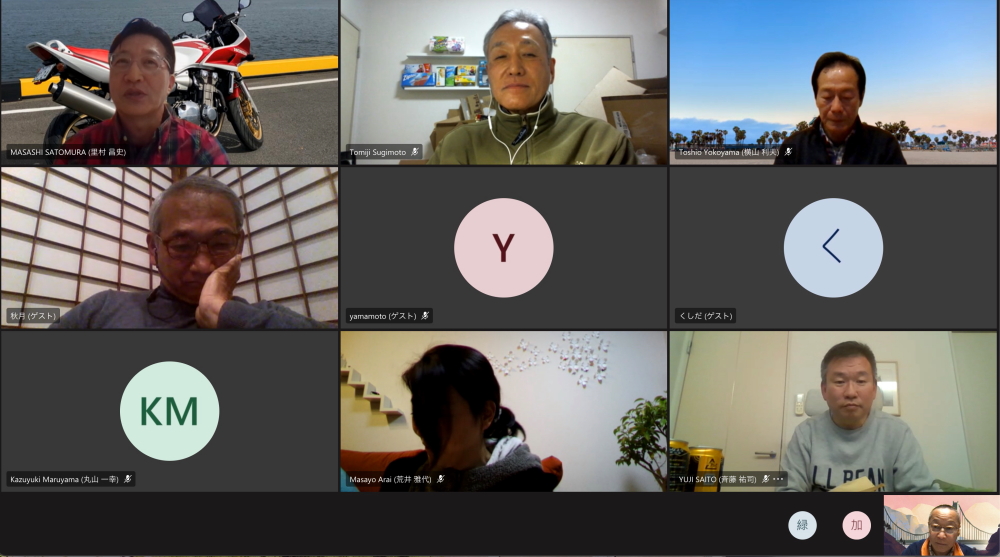 MASASHI SATOMURA (里村 昌史)
Tomiji Sugimoto
Toshio Yokoyama (横山 利夫)
秋月 (ゲスト)
Y
yamamoto (ゲスト)
く
くしだ (ゲスト)
KM
Kazuyuki Maruyama (丸山 一幸)
Masayo Arai (荒井 雅代)
YUJI SAITO (斉藤 祐司)
L.L.BEAN
緑
加